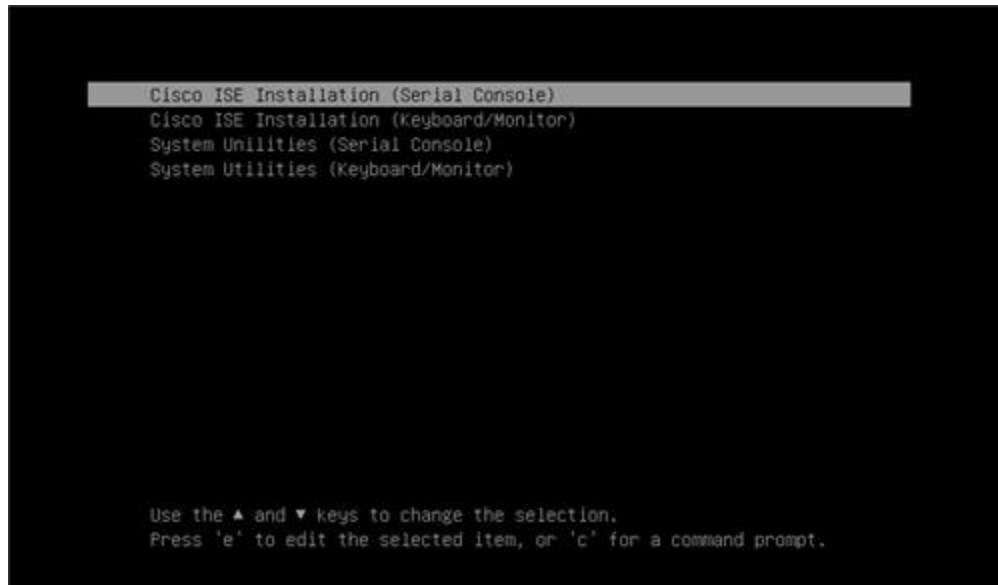 Cisco ISE Installation (Serial Console)
Cisco ISE Installation (Keyboard/Monitor)
System Unilities (Serial Console)
System Utilities (Keyboard/Monitor)
Use the ▲ and ▼ keys to change the selection.
Press 'e' to edit the selected item, or 'c' for a command prompt.